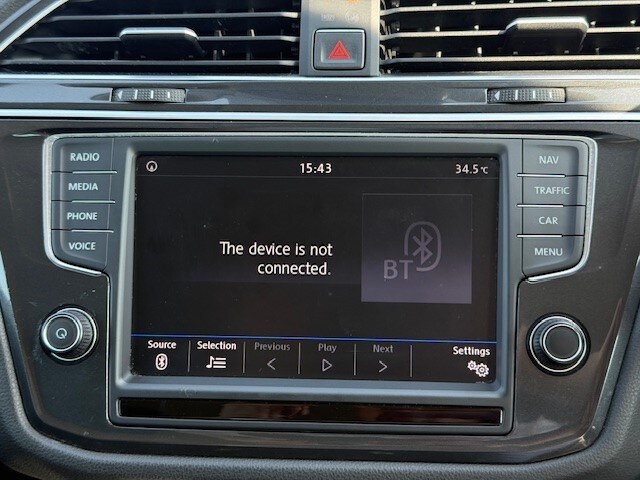 RADIO
MEDIA
PHONE
VOICE
15:43
34.5°C
The device is not
connected.
BT
Source
Selection
Previous
Play
Next
Settings
NAV
TRAFFIC
CAR
MENU